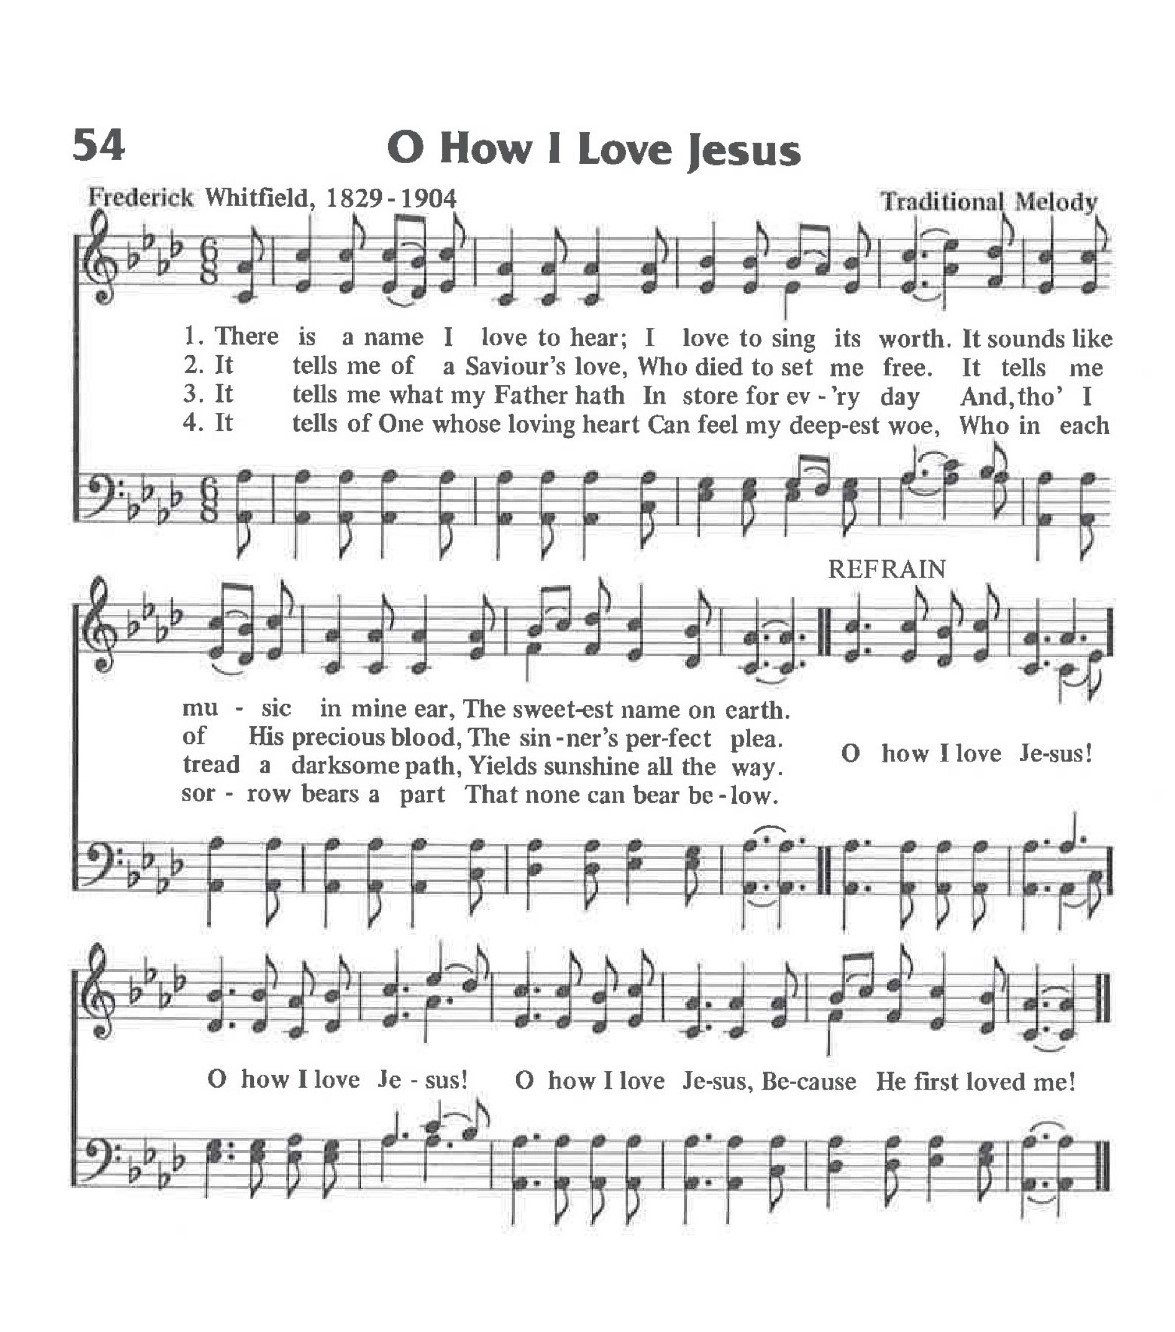 54 O How I Love Jesus
Frederick Whitfield, 1829-1904 Traditional Melody
1. There is a name I love to hear; I love to sing its worth. It sounds like
2. It tells me of a Saviour's love, Who died to set me free. It tells me
3. It tells me what my Father hath In store for ev-'ry day And, tho' I
4. It tells of One whose loving heart Can feel my deep-est woe, Who in each
REFRAIN
mu - sic in mine ear, The sweet-est name on earth.
of His precious blood, The sin-ner's per-fect plea.
tread a darksome path, Yields sunshine all the way.
sor - row bears a part That none can bear be-low.
O how I love Je-sus!
O how I love Je - sus! O how I love Je-sus, Be-cause He first loved me!